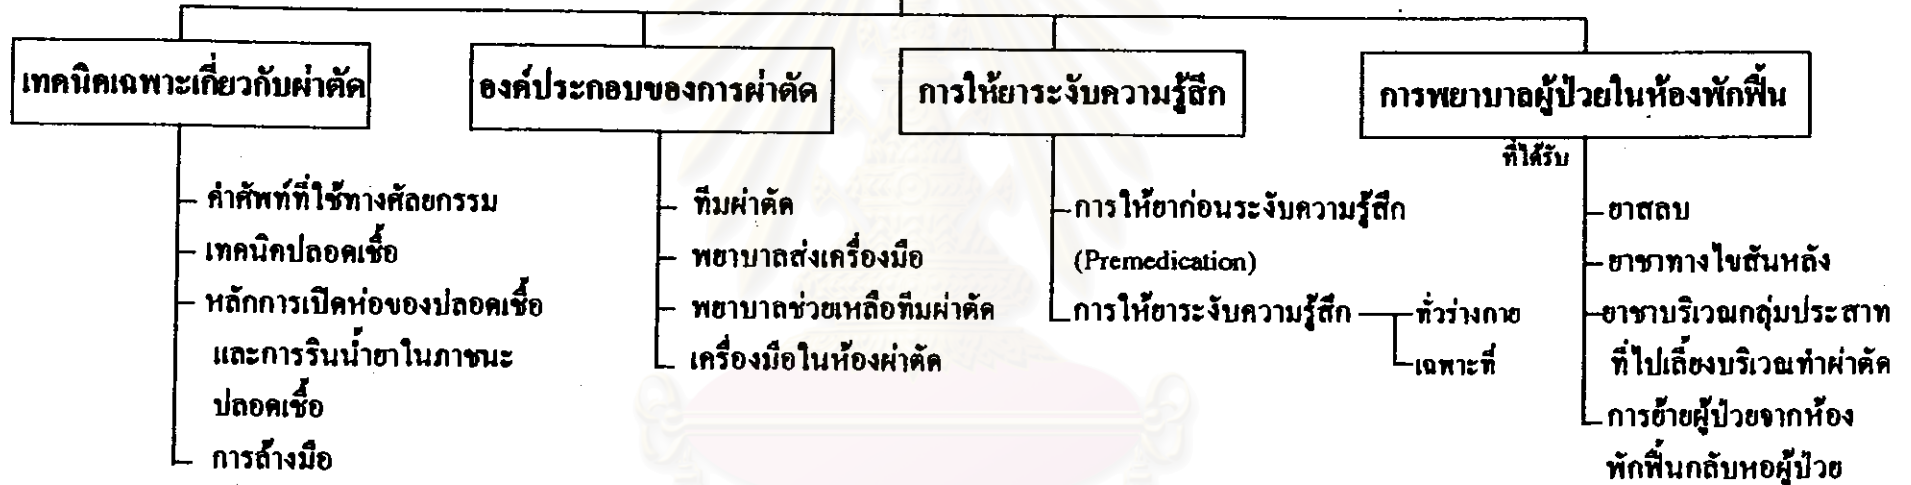 เทคนิคเฉพาะเกี่ยวกับผ่าตัด
คำศัพท์ที่ใช้ทางศัลยกรรม
เทคนิคปลอดเชื้อ
หลักการเปิดห่อของปลอดเชื้อ
และการรินน้ำยาในภาชนะ
ปลอดเชื้อ
การล้างมือ
องค์ประกอบของการผ่าตัด
ทีมผ่าตัด
พยาบาลส่งเครื่องมือ
พยาบาลช่วยเหลือทีมผ่าตัด
เครื่องมือในห้องผ่าตัด
การให้ยาระงับความรู้สึก
การให้ยาก่อนระงับความรู้สึก
(Premedication)
การให้ยาระงับความรู้สึก
ทั่วร่างกาย
เฉพาะที่
การพยาบาลผู้ป่วยในห้องพักฟื้น
ที่ได้รับ
ยาสลบ
ยาชาทางไขสันหลัง
ยาชาบริเวณกลุ่มประสาท
ที่ไปเลี้ยงบริเวณทำผ่าตัด
การย้ายผู้ป่วยจากห้อง
พักฟื้นกลับหอผู้ป่วย